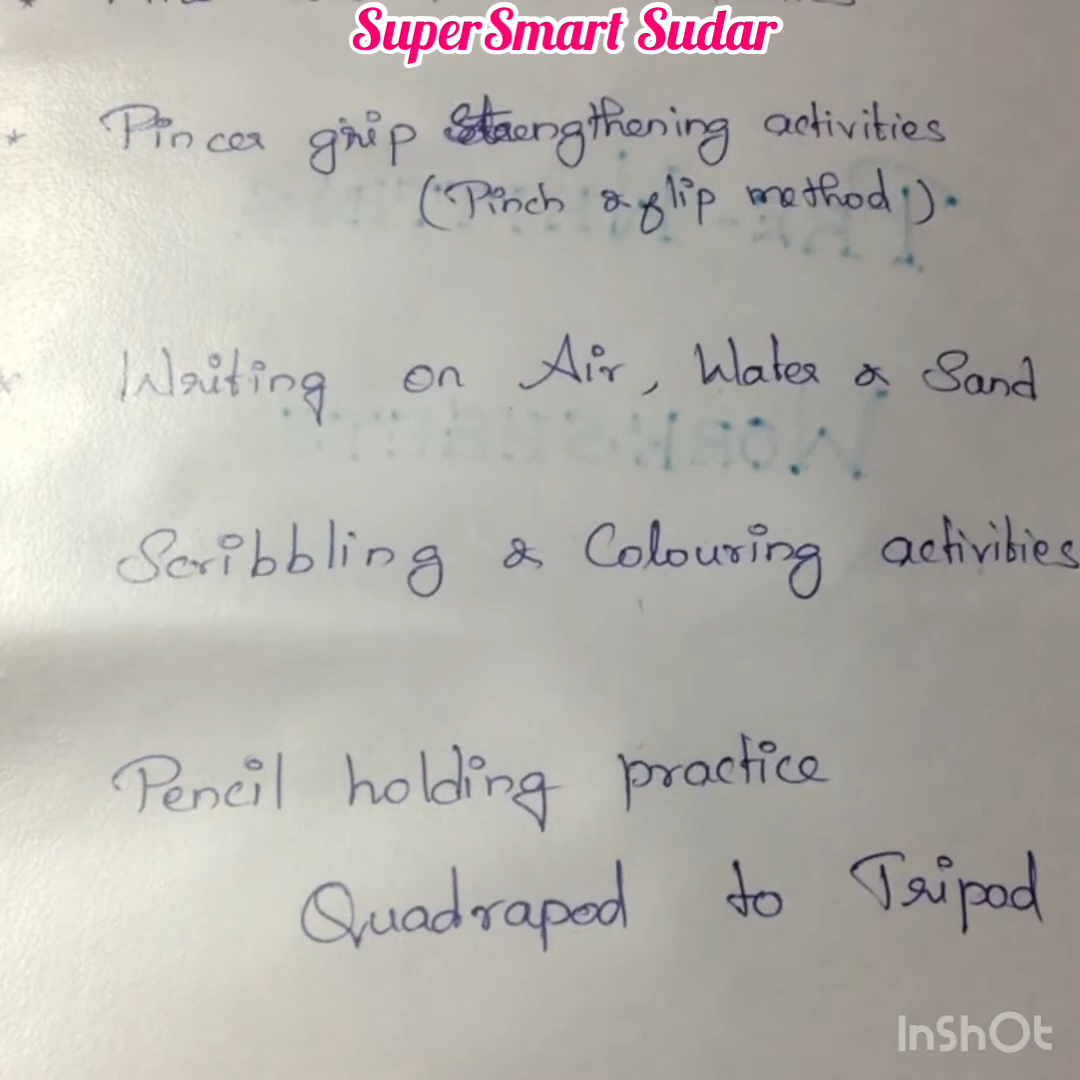 SuperSmart Sudar
* Pincer grip Strengthening activities
(Pinch & flip method)
* Writing on Air, Water & Sand
Scribbling & Colouring activities
Pencil holding practice
Quadrapod to Tripod
InShOt